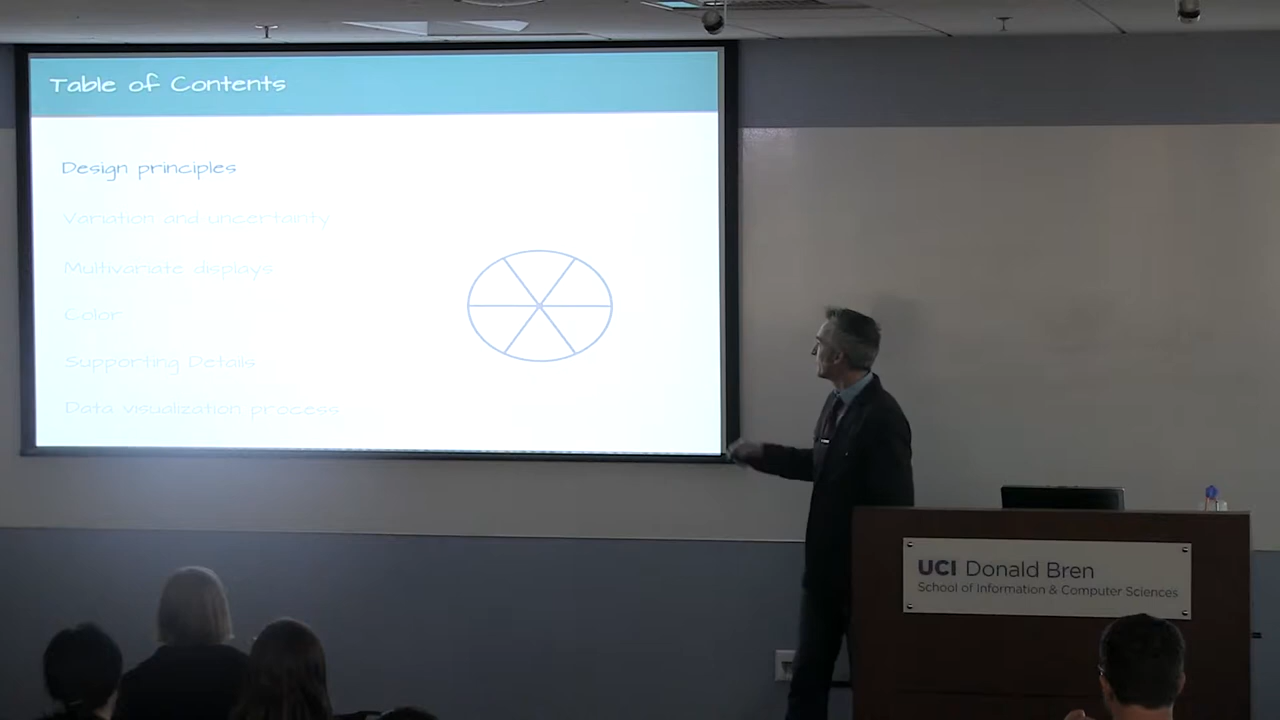 Table of Contents
Design principles
Variation and uncertainty
Multivariate displays
Color
Supporting Details
Data visualization process
UCI Donald Bren
School of Information & Computer Sciences